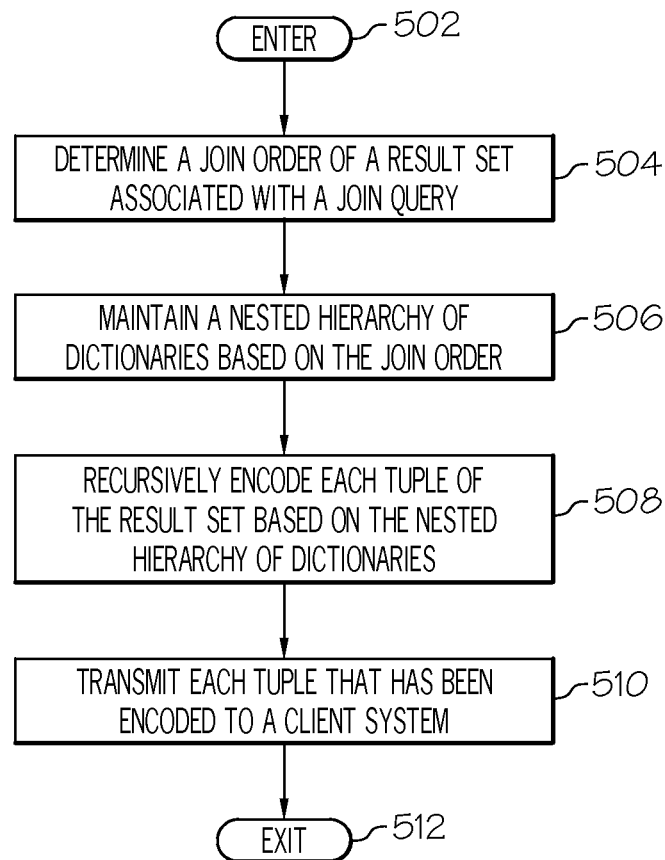 ENTER
502
DETERMINE A JOIN ORDER OF A RESULT SET
ASSOCIATED WITH A JOIN QUERY
504
MAINTAIN A NESTED HIERARCHY OF
DICTIONARIES BASED ON THE JOIN ORDER
506
RECURSIVELY ENCODE EACH TUPLE OF
THE RESULT SET BASED ON THE NESTED
HIERARCHY OF DICTIONARIES
508
TRANSMIT EACH TUPLE THAT HAS BEEN
ENCODED TO A CLIENT SYSTEM
510
EXIT
512